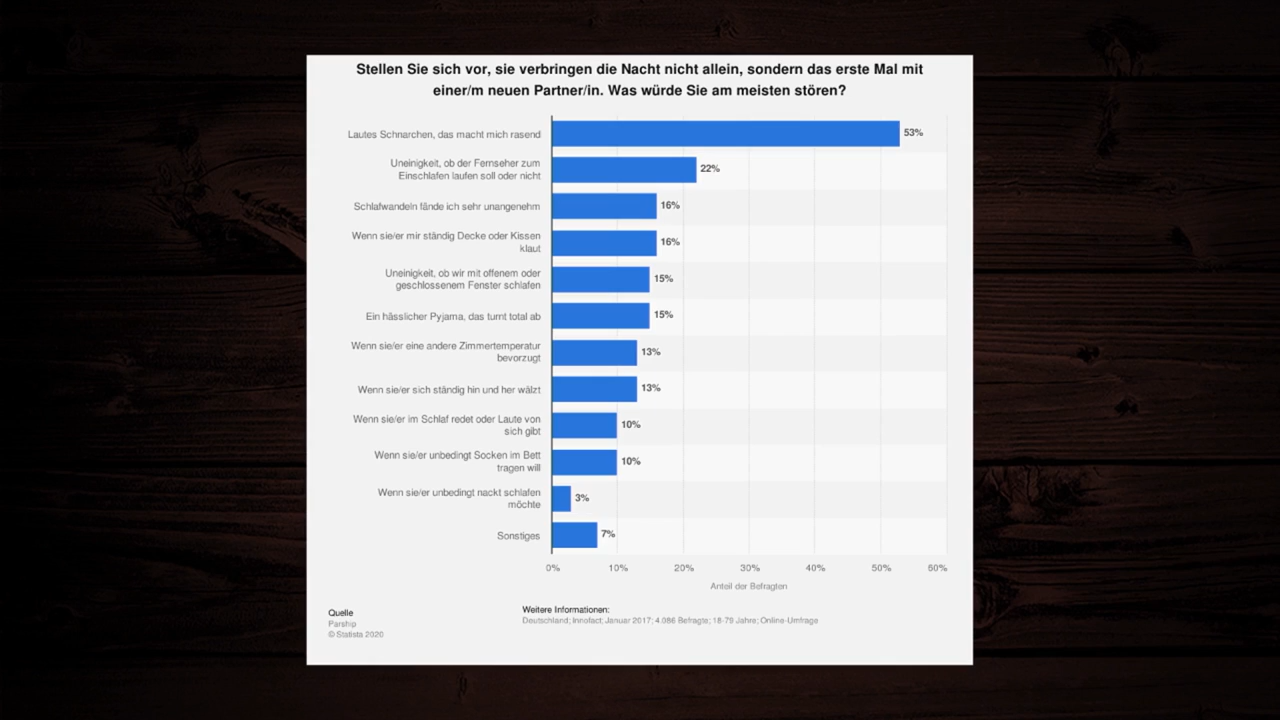 Stellen Sie sich vor, sie verbringen die Nacht nicht allein, sondern das erste Mal mit
einer/m neuen Partner/in. Was würde Sie am meisten stören?
Lautes Schnarchen, das macht mich rasend
53%
Uneinigkeit, ob der Fernseher zum
Einschlafen laufen soll oder nicht
22%
Schlafwandeln fände ich sehr unangenehm
16%
Wenn sie/er mir ständig Decke oder Kissen
klaut
16%
Uneinigkeit, ob wir mit offenem oder
geschlossenem Fenster schlafen
15%
Ein hässlicher Pyjama, das turnt total ab
15%
Wenn sie/er eine andere Zimmertemperatur
bevorzugt
13%
Wenn sie/er sich ständig hin und her wälzt
13%
Wenn sie/er im Schlaf redet oder Laute von
sich gibt
10%
Wenn sie/er unbedingt Socken im Bett
tragen will
10%
Wenn sie/er unbedingt nackt schlafen
möchte
3%
Sonstiges
7%
0% 10% 20% 30% 40% 50% 60%
Anteil der Befragten
Quelle
Parship
© Statista 2020
Weitere Informationen:
Deutschland; Innofact; Januar 2017; 4.086 Befragte; 18-79 Jahre; Online-Umfrage